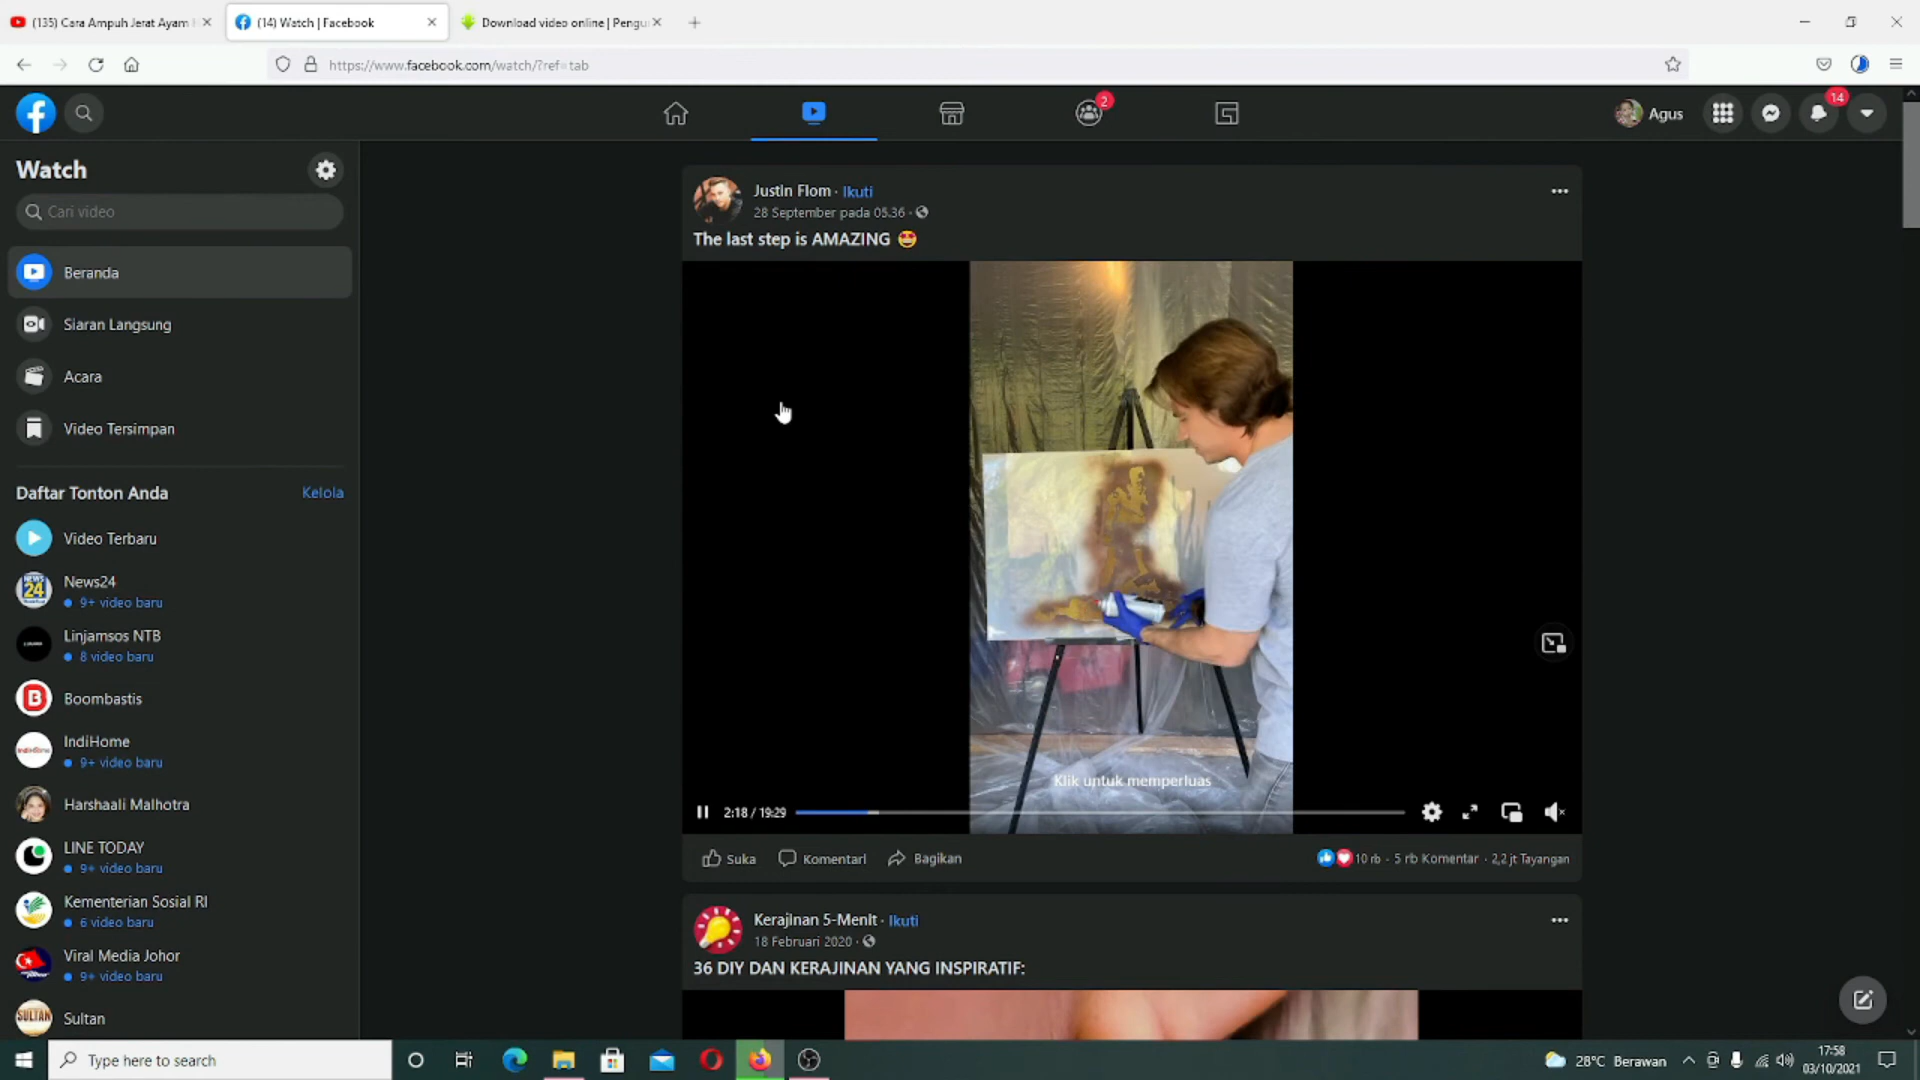 (135) Cara Ampuh Jerat Ayam
(14) Watch | Facebook
Download video online | Pengu
https://www.facebook.com/watch/?ref=tab
2
Agus
14
Watch
Cari video
Beranda
Siaran Langsung
Acara
Video Tersimpan
Daftar Tonton Anda
Kelola
Video Terbaru
News24
9+ video baru
Linjamsos NTB
8 video baru
Boombastis
IndiHome
9+ video baru
Harshaali Malhotra
LINE TODAY
9+ video baru
Kementerian Sosial RI
6 video baru
Viral Media Johor
9+ video baru
SULTAN
Sultan
Justin Flom · Ikuti
28 September pada 05.36 ·
The last step is AMAZING
Klik untuk memperluas
2:18 / 19:29
Suka
Komentari
Bagikan
10 rb · 5 rb Komentar · 2,2 jt Tayangan
Kerajinan 5-Menit · Ikuti
18 Februari 2020 ·
36 DIY DAN KERAJINAN YANG INSPIRATIF:
Type here to search
28°C Berawan
17:58
03/10/2021